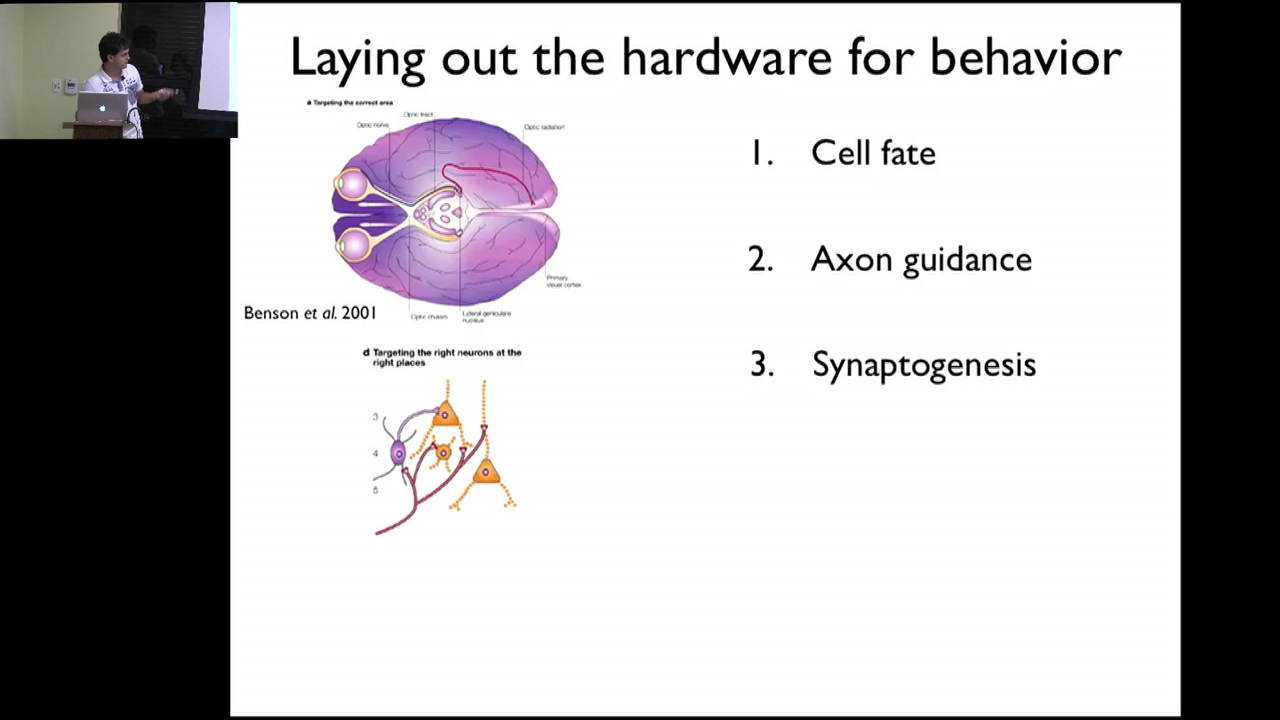 Laying out the hardware for behavior
a Targeting the correct area
Optic tract
Optic nerve
Optic radiation
Primary
visual cortex
Optic chiasm
Lateral geniculate
nucleus
Benson et al. 2001
d Targeting the right neurons at the
right places
3
4
5
1. Cell fate
2. Axon guidance
3. Synaptogenesis